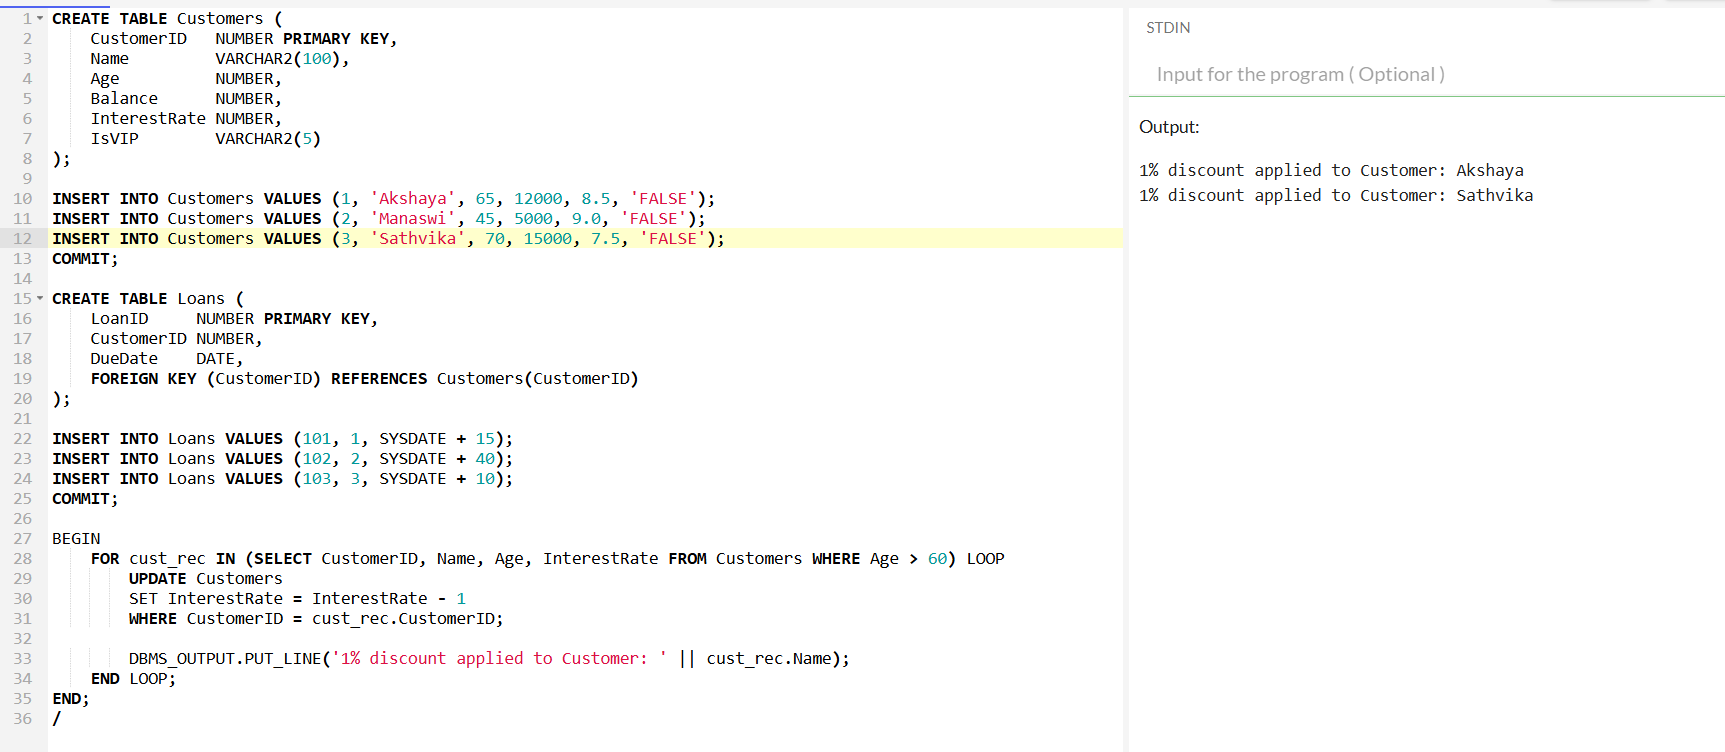 1 CREATE TABLE Customers (
2     CustomerID   NUMBER PRIMARY KEY,
3     Name         VARCHAR2(100),
4     Age          NUMBER,
5     Balance      NUMBER,
6     InterestRate NUMBER,
7     IsVIP        VARCHAR2(5)
8 );
9
10 INSERT INTO Customers VALUES (1, 'Akshaya', 65, 12000, 8.5, 'FALSE');
11 INSERT INTO Customers VALUES (2, 'Manaswi', 45, 5000, 9.0, 'FALSE');
12 INSERT INTO Customers VALUES (3, 'Sathvika', 70, 15000, 7.5, 'FALSE');
13 COMMIT;
14
15 CREATE TABLE Loans (
16     LoanID     NUMBER PRIMARY KEY,
17     CustomerID NUMBER,
18     DueDate    DATE,
19     FOREIGN KEY (CustomerID) REFERENCES Customers(CustomerID)
20 );
21
22 INSERT INTO Loans VALUES (101, 1, SYSDATE + 15);
23 INSERT INTO Loans VALUES (102, 2, SYSDATE + 40);
24 INSERT INTO Loans VALUES (103, 3, SYSDATE + 10);
25 COMMIT;
26
27 BEGIN
28     FOR cust_rec IN (SELECT CustomerID, Name, Age, InterestRate FROM Customers WHERE Age > 60) LOOP
29         UPDATE Customers
30         SET InterestRate = InterestRate - 1
31         WHERE CustomerID = cust_rec.CustomerID;
32
33         DBMS_OUTPUT.PUT_LINE('1% discount applied to Customer: ' || cust_rec.Name);
34     END LOOP;
35 END;
36 /
STDIN
Input for the program ( Optional )
Output:
1% discount applied to Customer: Akshaya
1% discount applied to Customer: Sathvika